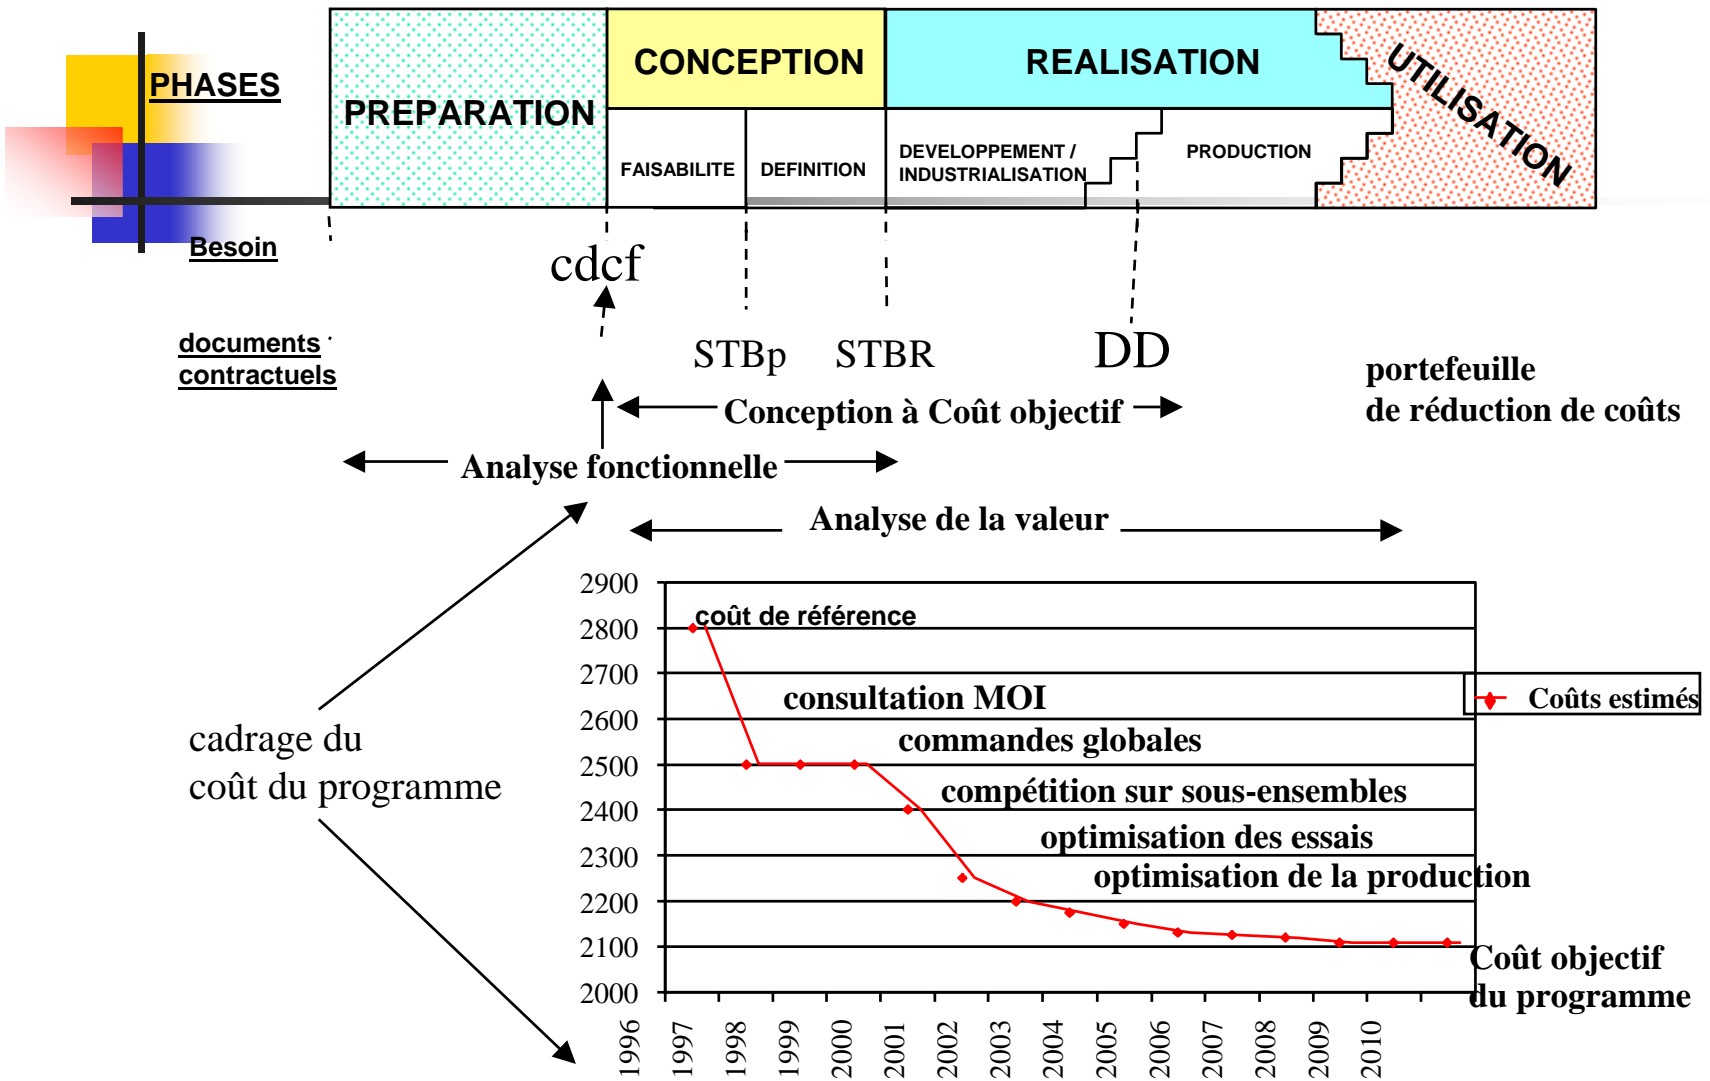 PHASES
PREPARATION
CONCEPTION
REALISATION
UTILISATION
FAISABILITE
DEFINITION
DEVELOPPEMENT /
INDUSTRIALISATION
PRODUCTION
Besoin
cdcf
documents
contractuels
STBp
STBR
DD
portefeuille
de réduction de coûts
Conception à Coût objectif
Analyse fonctionnelle
Analyse de la valeur
cadrage du
coût du programme
2900
2800
2700
2600
2500
2400
2300
2200
2100
2000
coût de référence
consultation MOI
commandes globales
compétition sur sous-ensembles
optimisation des essais
optimisation de la production
Coûts estimés
Coût objectif
du programme
1996
1997
1998
1999
2000
2001
2002
2003
2004
2005
2006
2007
2008
2009
2010